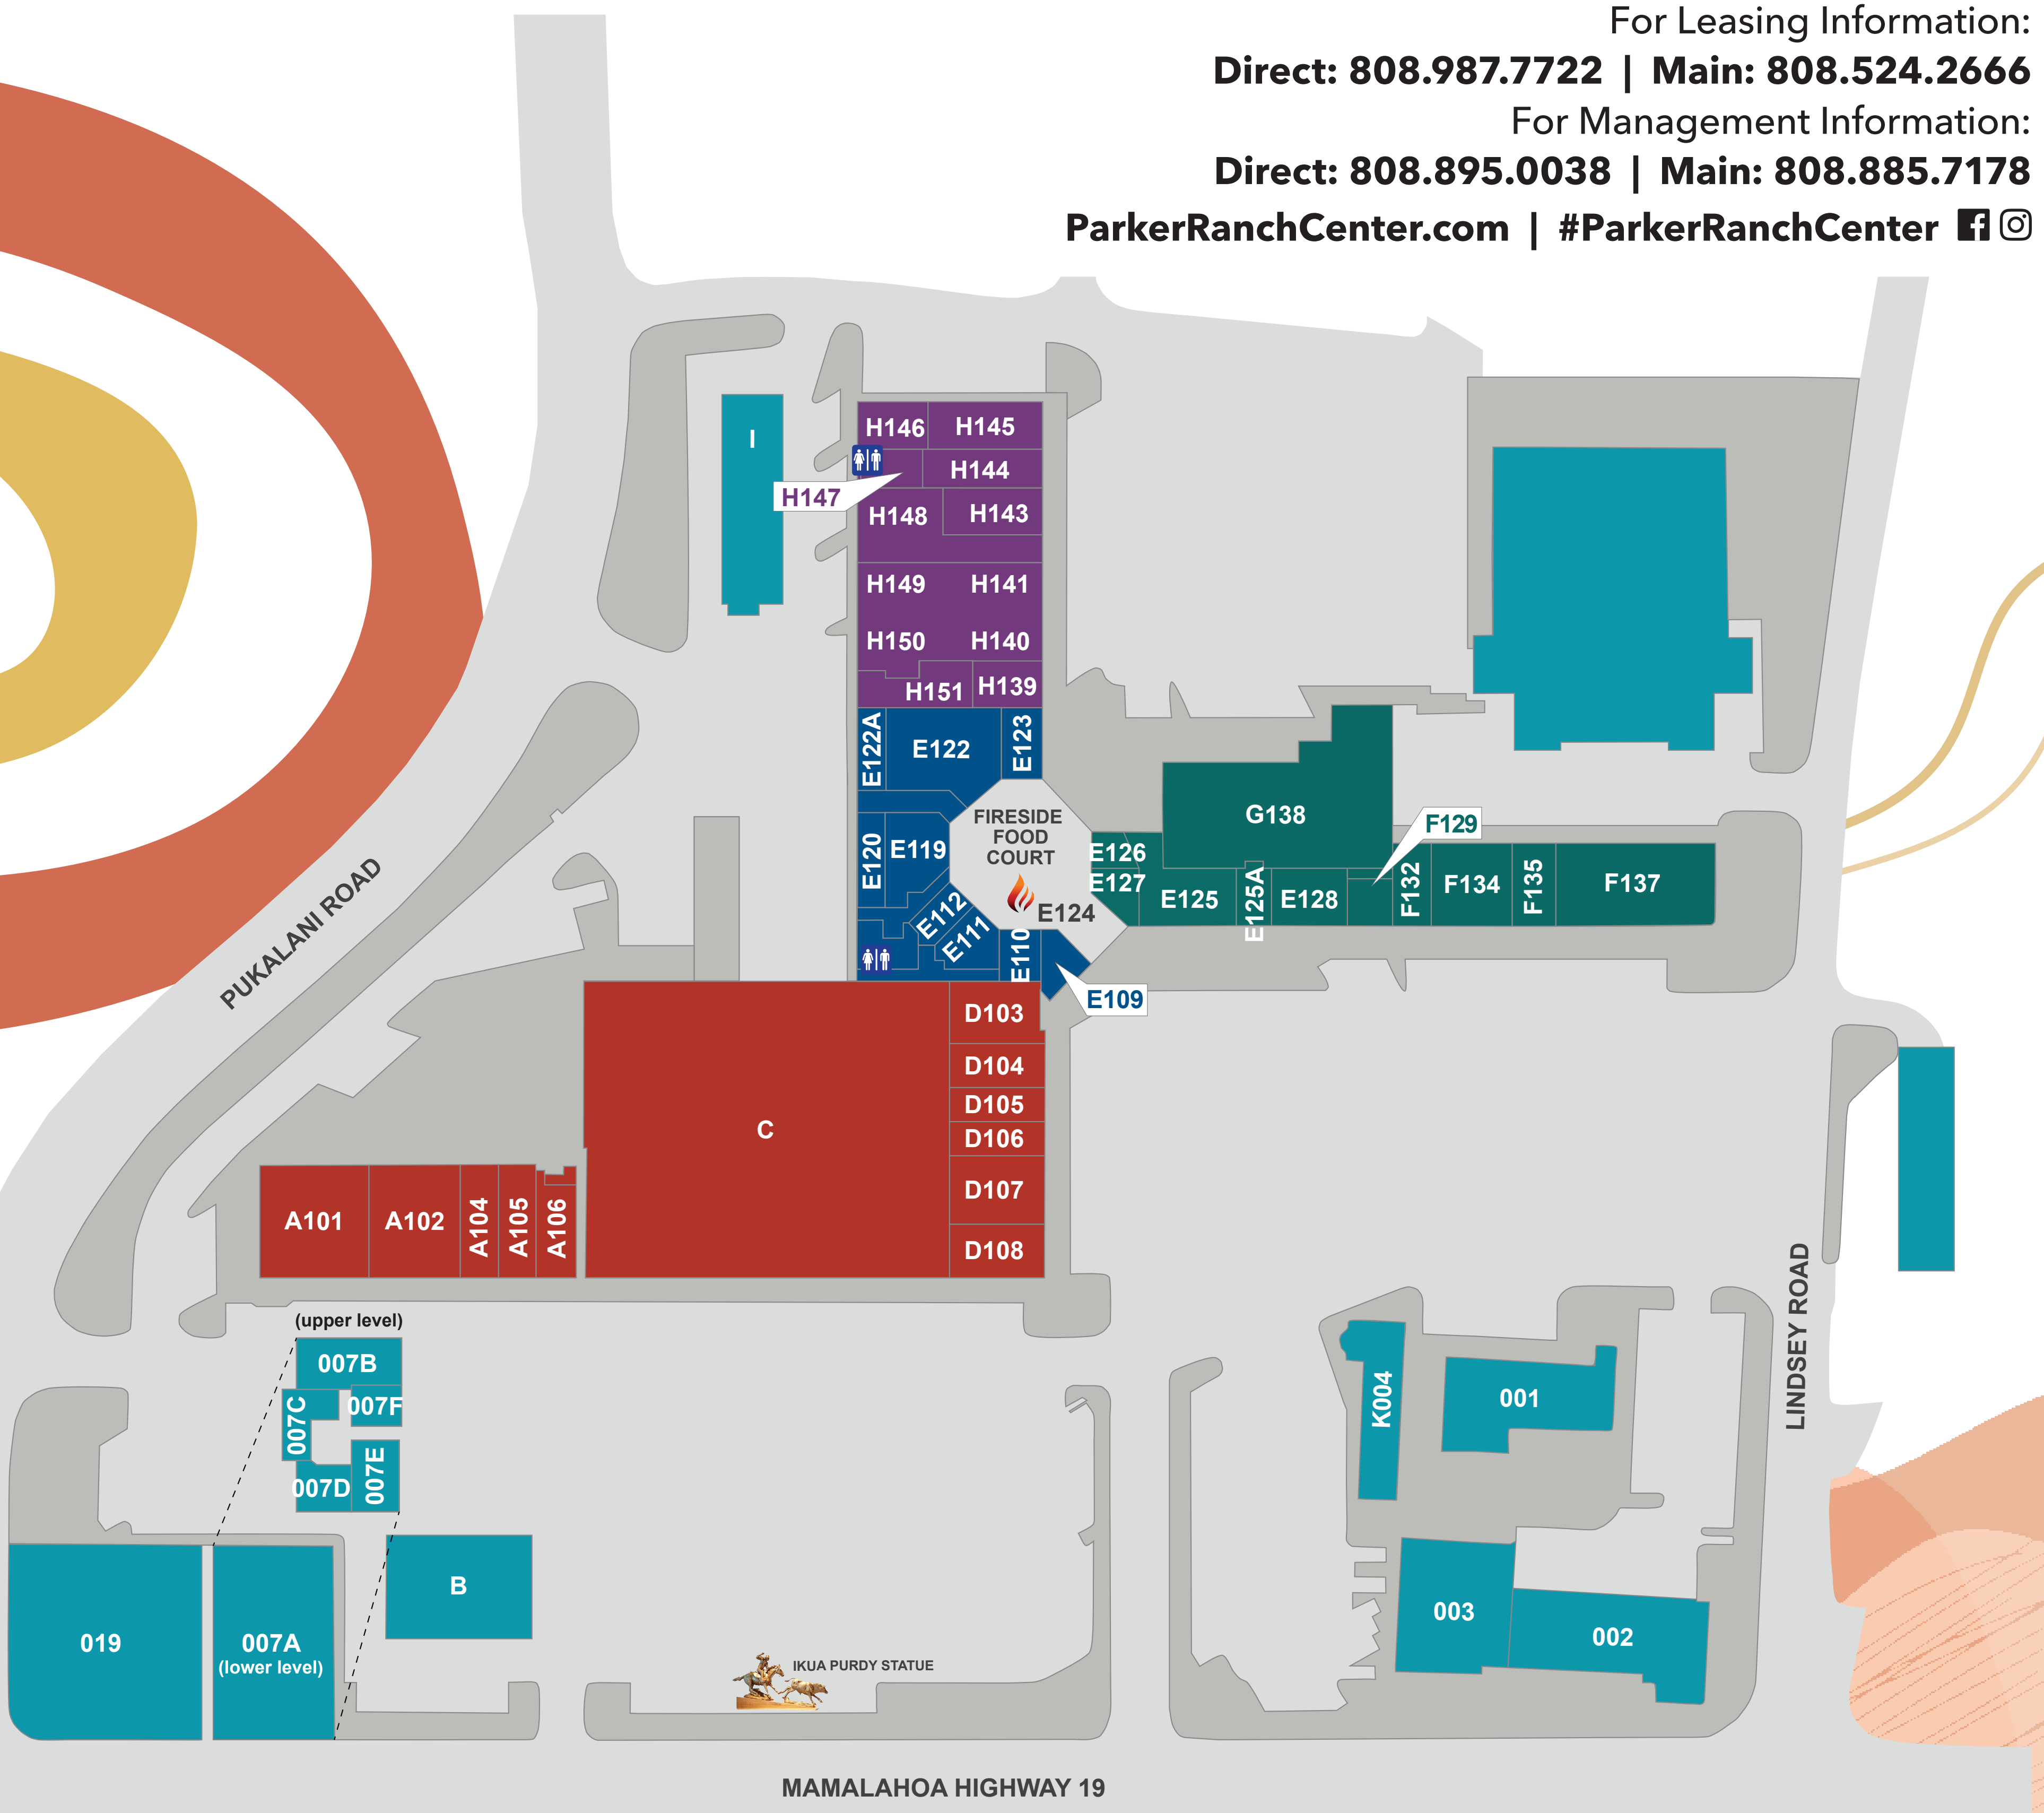 For Leasing Information:
Direct: 808.987.7722 | Main: 808.524.2666
For Management Information:
Direct: 808.895.0038 | Main: 808.885.7178
ParkerRanchCenter.com | #ParkerRanchCenter
I
H146
H145
H144
H147
H148
H143
H149
H141
H150
H140
H151
H139
E122A
E122
E123
FIRESIDE
FOOD
COURT
E124
E120
E119
E112
E111
E110
E109
G138
F129
E126
E127
E125
E125A
E128
F132
F134
F135
F137
PUKALANI ROAD
C
D103
D104
D105
D106
D107
D108
A101
A102
A104
A105
A106
LINDSEY ROAD
(upper level)
007B
007C
007F
007D
007E
K004
001
003
002
B
019
007A
(lower level)
IKUA PURDY STATUE
MAMALAHOA HIGHWAY 19